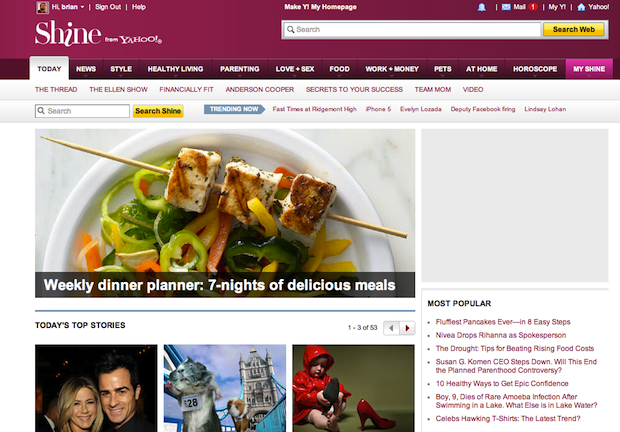 Hi, brian | Sign Out | Help
Make Y! My Homepage
Mail 1 | My Y! | Yahoo!
Shine from YAHOO!®
Search
Search Web
TODAY NEWS STYLE HEALTHY LIVING PARENTING LOVE + SEX FOOD WORK + MONEY PETS AT HOME HOROSCOPE MY SHINE
THE THREAD THE ELLEN SHOW FINANCIALLY FIT ANDERSON COOPER SECRETS TO YOUR SUCCESS TEAM MOM VIDEO
Search
Search Shine
TRENDING NOW Fast Times at Ridgemont High iPhone 5 Evelyn Lozada Deputy Facebook firing Lindsay Lohan
Weekly dinner planner: 7-nights of delicious meals
TODAY'S TOP STORIES
1 - 3 of 53
$28
MOST POPULAR
Fluffiest Pancakes Ever—in 8 Easy Steps
Nivea Drops Rihanna as Spokesperson
The Drought: Tips for Beating Rising Food Costs
Susan G. Komen CEO Steps Down. Will This End
the Planned Parenthood Controversy?
10 Healthy Ways to Get Epic Confidence
Boy, 9, Dies of Rare Amoeba Infection After
Swimming in a Lake. What Else is in Lake Water?
Celebs Hawking T-Shirts: The Latest Trend?